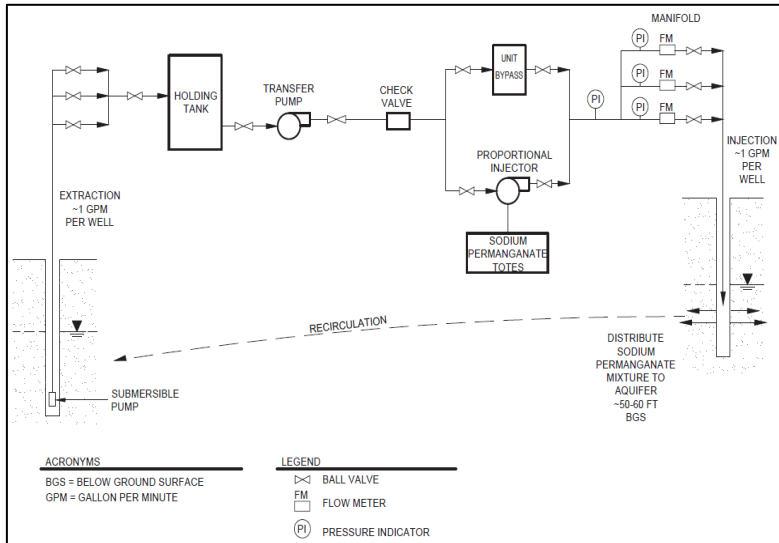 MANIFOLD
PI
FM
UNIT
BYPASS
HOLDING
TANK
TRANSFER
PUMP
CHECK
VALVE
PI
FM
PI
PI
FM
PROPORTIONAL
INJECTOR
INJECTION
~1 GPM
PER
WELL
EXTRACTION
~1 GPM
PER WELL
SODIUM
PERMANGANATE
TOTES
RECIRCULATION
DISTRIBUTE
SODIUM
PERMANGANATE
MIXTURE TO
AQUIFER
~50-60 FT
BGS
SUBMERSIBLE
PUMP
ACRONYMS
BGS = BELOW GROUND SURFACE
GPM = GALLON PER MINUTE
LEGEND
BALL VALVE
FM
FLOW METER
PI
PRESSURE INDICATOR